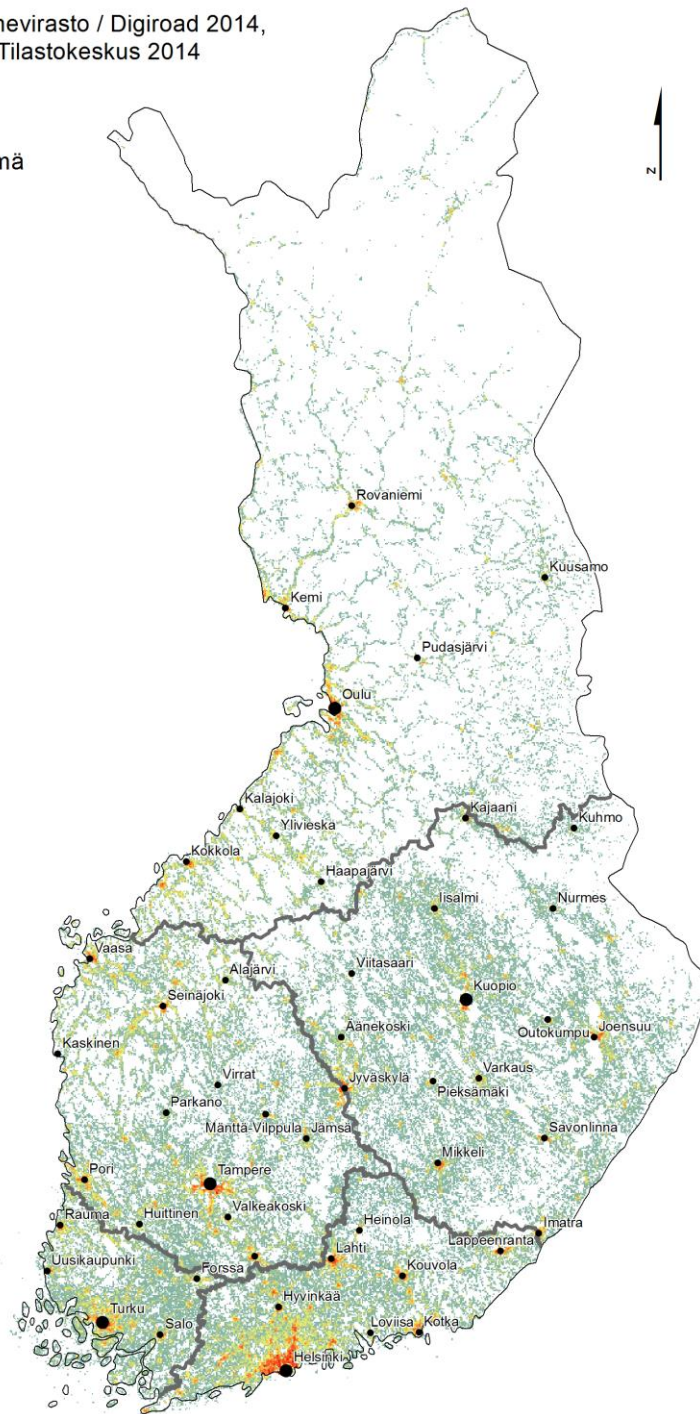 nevirasto / Digiroad 2014,
Tilastokeskus 2014
nä
N
Rovaniemi
Kuusamo
Kemi
Pudasjärvi
Oulu
Kalajoki
Kajaani
Ylivieska
Kuhmo
Kokkola
Haapajärvi
Iisalmi
Nurmes
Vaasa
Alajärvi
Viitasaari
Seinäjoki
Kuopio
Äänekoski
Outokumpu
Joensuu
Kaskinen
Virrat
Jyväskylä
Varkaus
Pieksämäki
Parkano
Mänttä-Vilppula
Jämsä
Savonlinna
Mikkeli
Pori
Tampere
Rauma
Huittinen
Valkeakoski
Heinola
Imatra
Lappeenranta
Uusikaupunki
Forssa
Lahti
Kouvola
Hyvinkää
Turku
Salo
Loviisa
Kotka
Helsinki